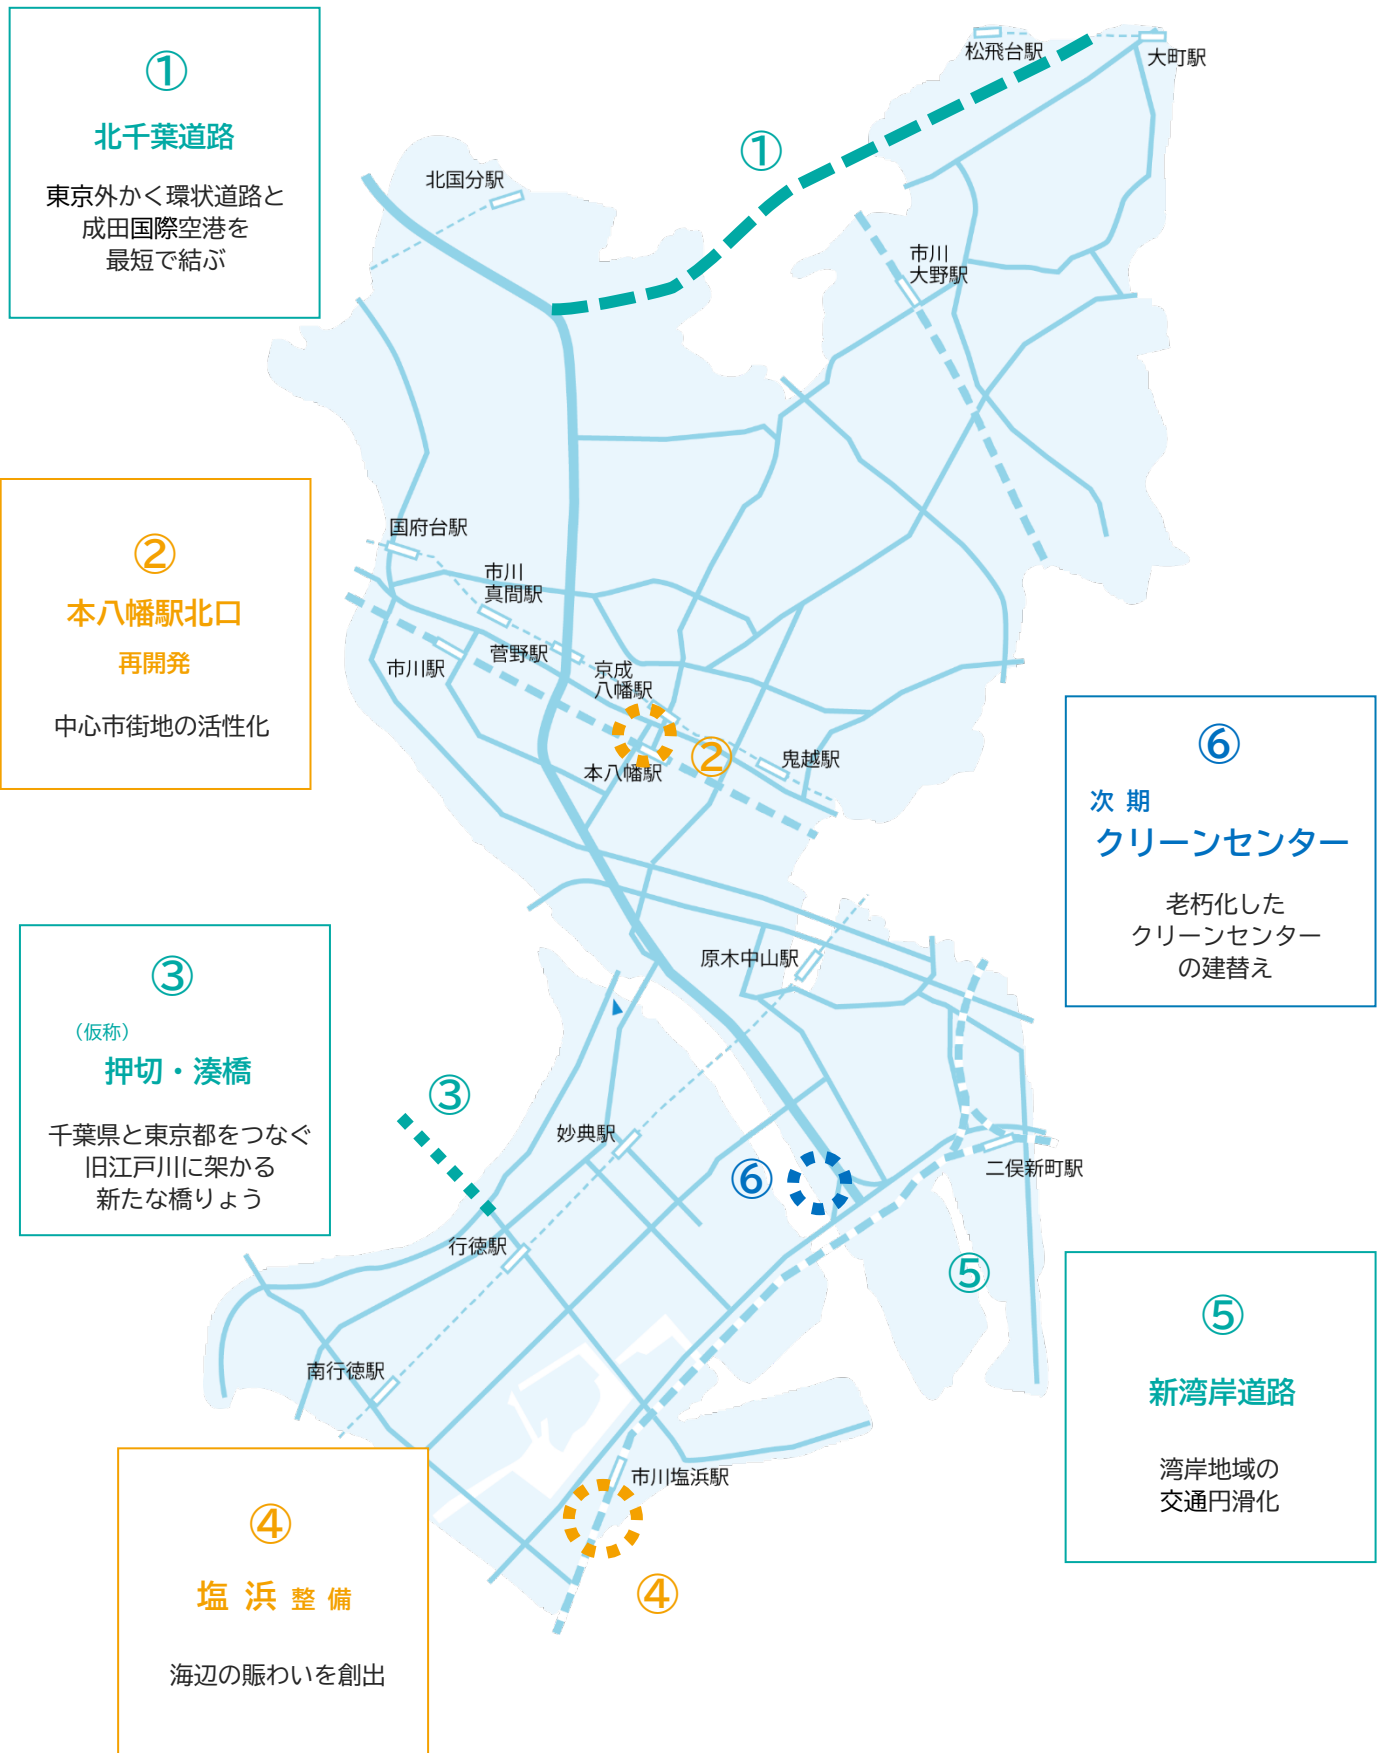 ①
北千葉道路
東京外かく環状道路と
成田国際空港を
最短で結ぶ
②
本八幡駅北口
再開発
中心市街地の活性化
③
（仮称）
押切・湊橋
千葉県と東京都をつなぐ
旧江戸川に架かる
新たな橋りょう
④
塩浜整備
海辺の賑わいを創出
⑥
次期
クリーンセンター
老朽化した
クリーンセンター
の建替え
⑤
新湾岸道路
湾岸地域の
交通円滑化
松飛台駅
大町駅
①
北国分駅
市川
大野駅
国府台駅
市川
真間駅
菅野駅
市川駅
京成
八幡駅
②
鬼越駅
本八幡駅
原木中山駅
③
妙典駅
⑥
二俣新町駅
行徳駅
⑤
南行徳駅
市川塩浜駅
④